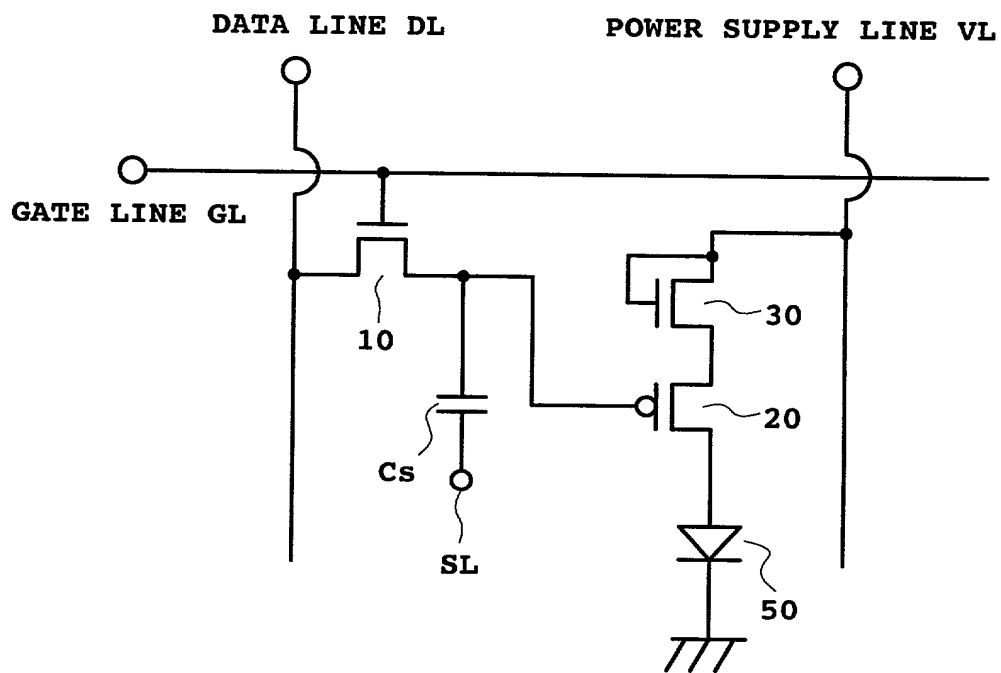 DATA LINE DL
POWER SUPPLY LINE VL
GATE LINE GL
10
30
20
Cs
SL
50